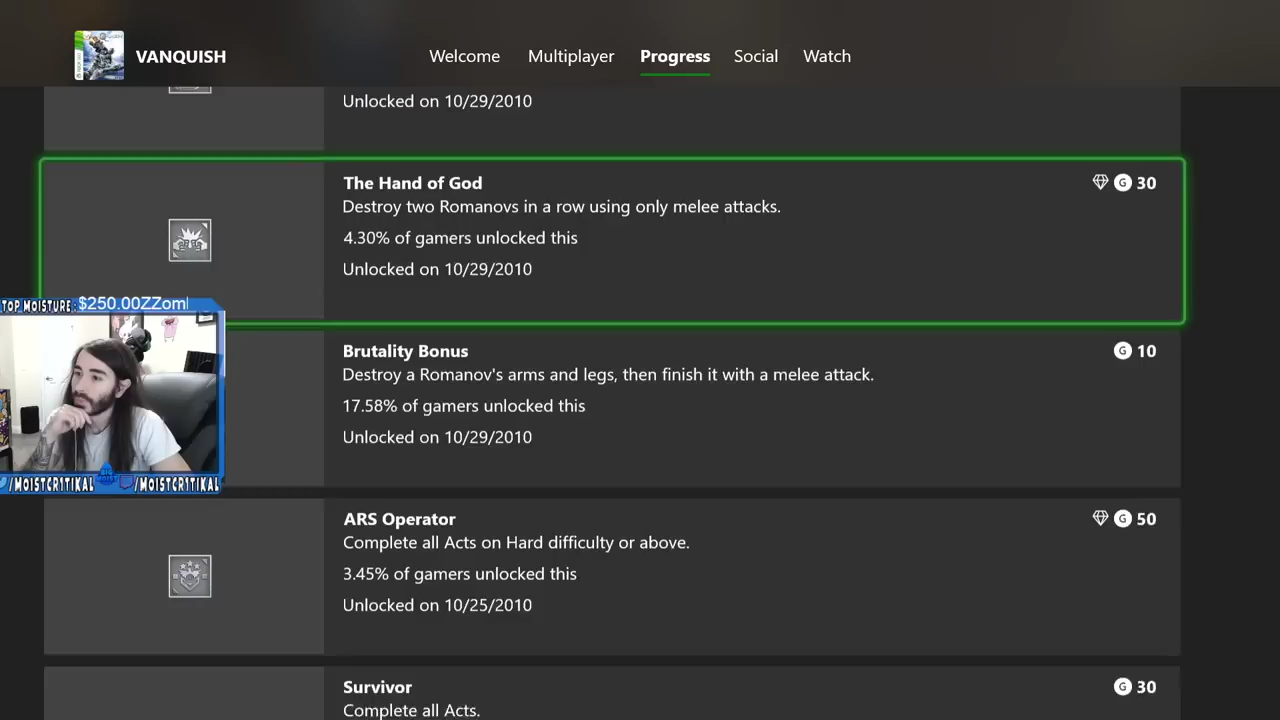 VANQUISH
Welcome Multiplayer Progress Social Watch
Unlocked on 10/29/2010
The Hand of God
G 30
Destroy two Romanovs in a row using only melee attacks.
4.30% of gamers unlocked this
Unlocked on 10/29/2010
TOP MOISTURE: $250.00ZZom
Brutality Bonus
G 10
Destroy a Romanov's arms and legs, then finish it with a melee attack.
17.58% of gamers unlocked this
Unlocked on 10/29/2010
/MOISTCR1TIKAL /MOISTCR1TIKAL
ARS Operator
G 50
Complete all Acts on Hard difficulty or above.
3.45% of gamers unlocked this
Unlocked on 10/25/2010
Survivor
G 30
Complete all Acts.